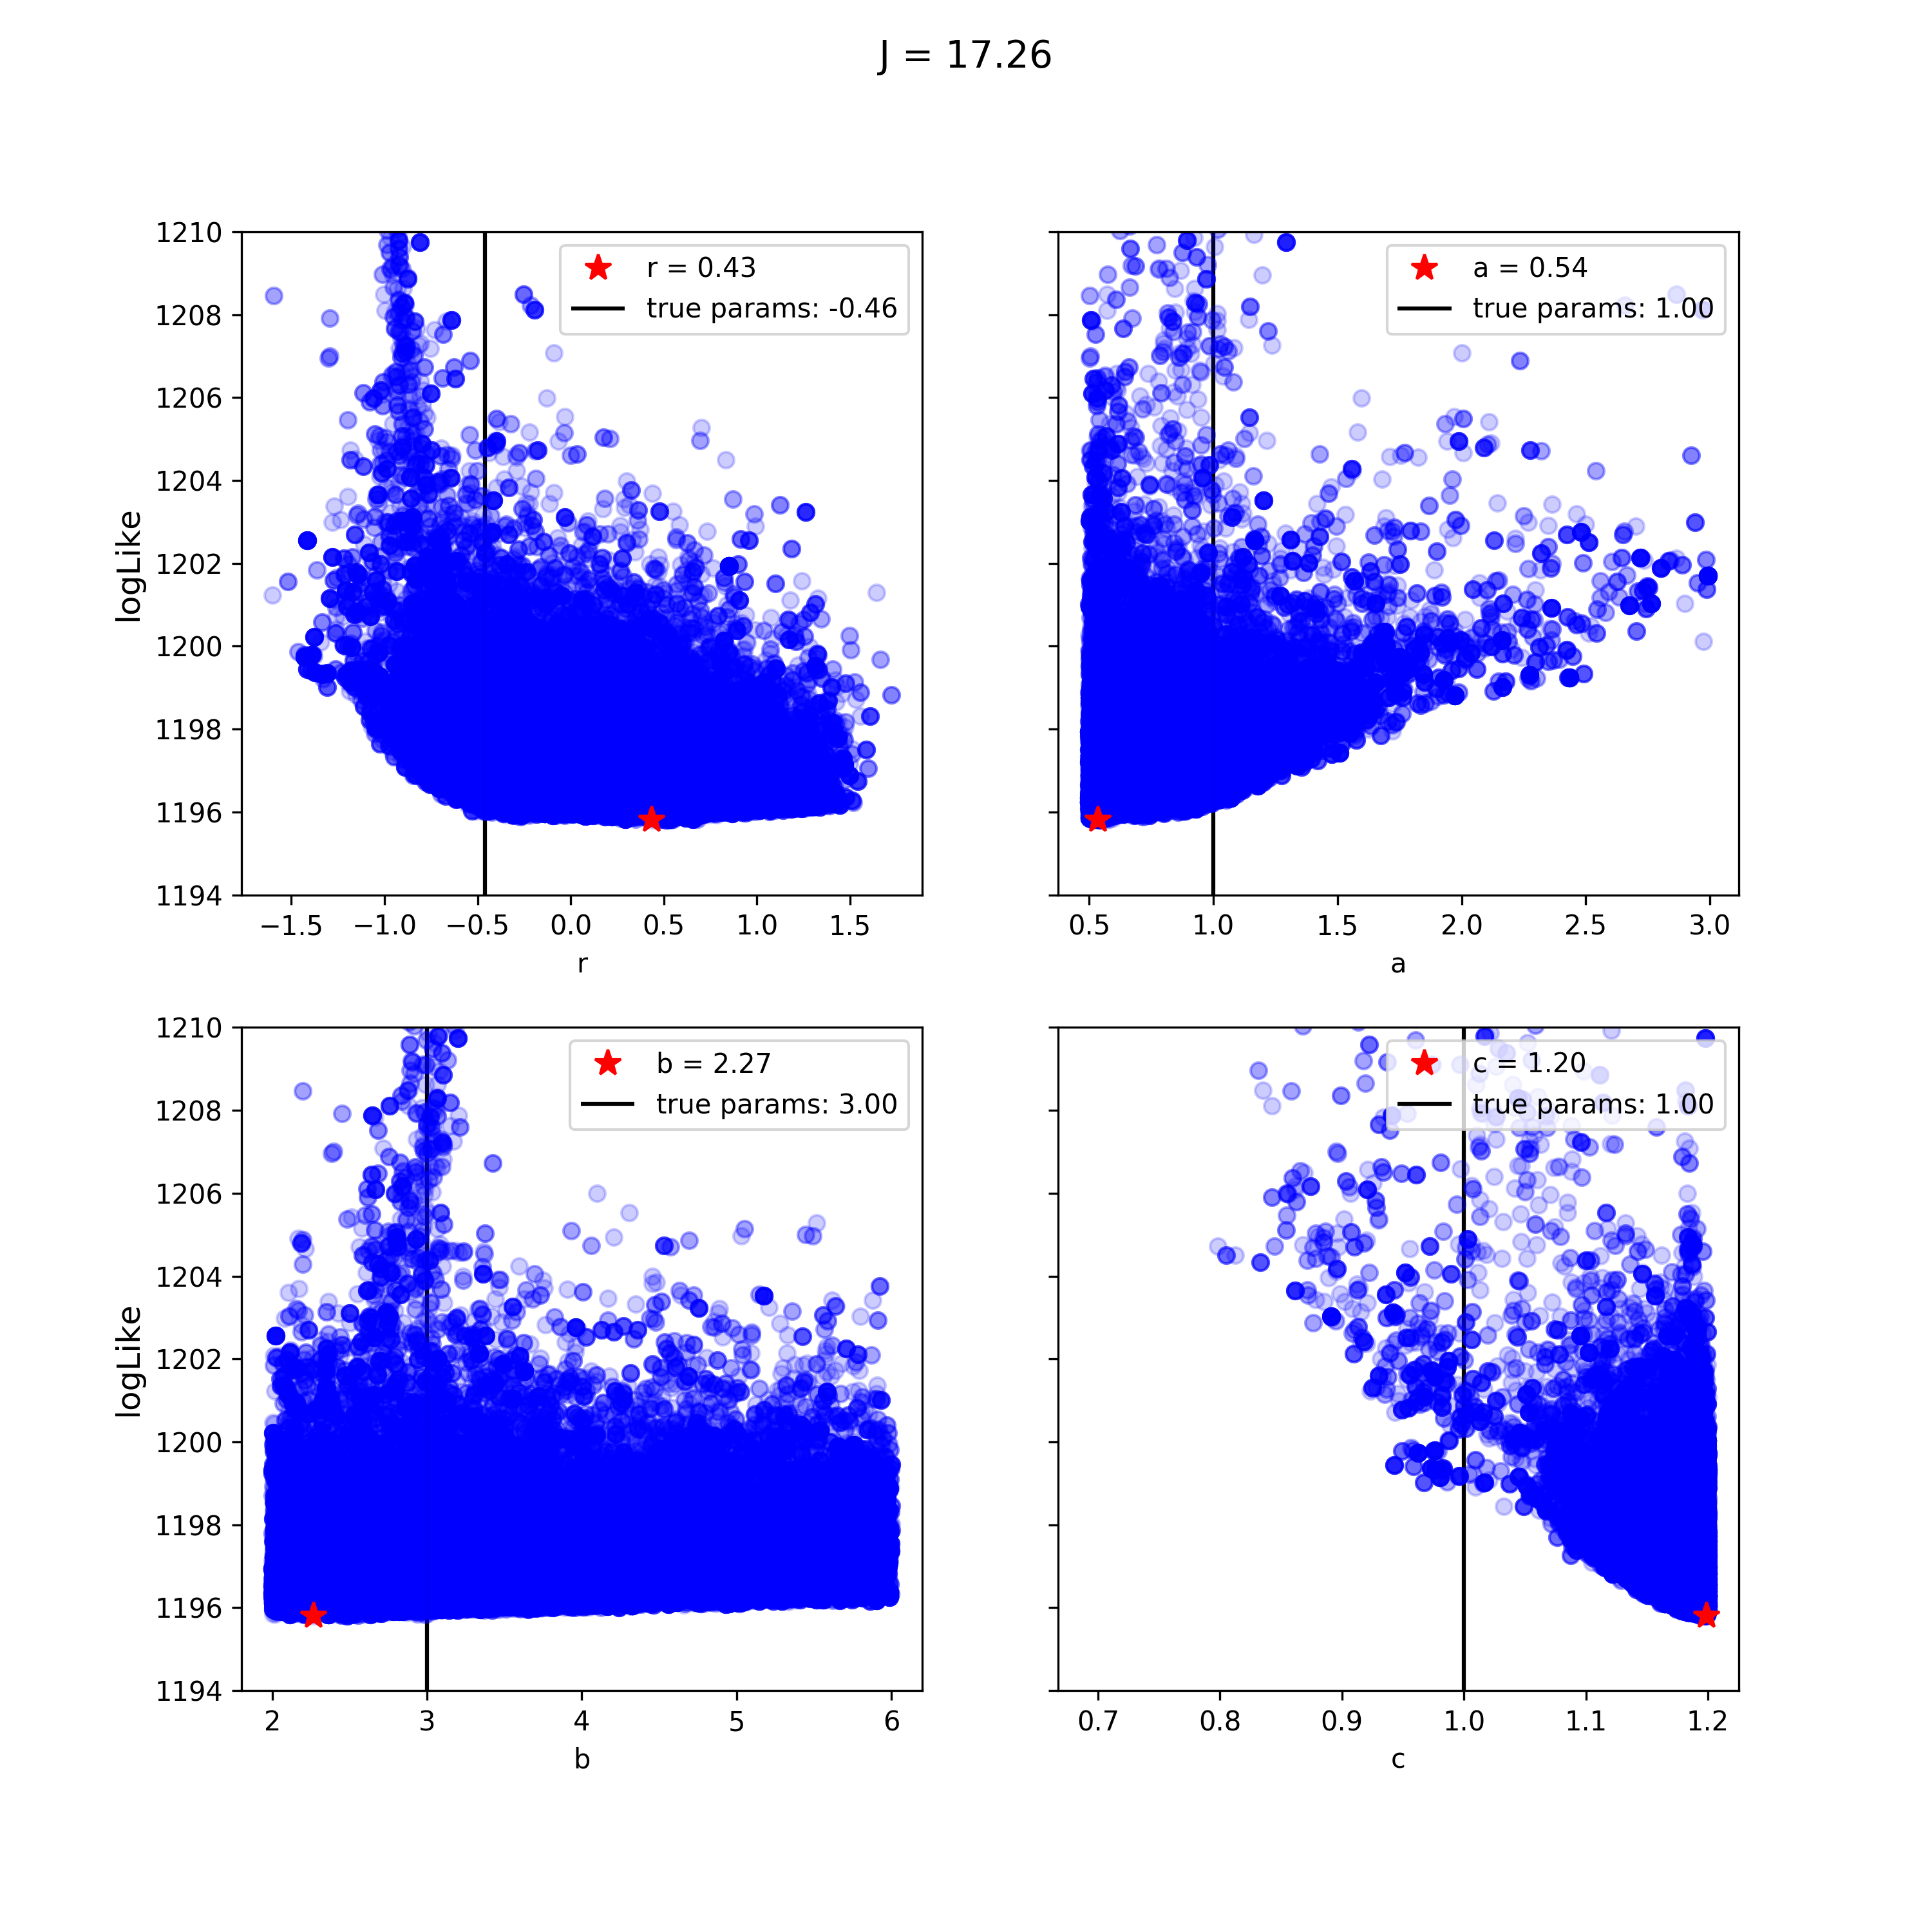 J = 17.26
1210
1208
1206
1204
1202
1200
1198
1196
1194
logLike
r = 0.43
true params: -0.46
−1.5 −1.0 −0.5 0.0 0.5 1.0 1.5
r
a = 0.54
true params: 1.00
0.5 1.0 1.5 2.0 2.5 3.0
a
1210
1208
1206
1204
1202
1200
1198
1196
1194
logLike
b = 2.27
true params: 3.00
2 3 4 5 6
b
c = 1.20
true params: 1.00
0.7 0.8 0.9 1.0 1.1 1.2
c